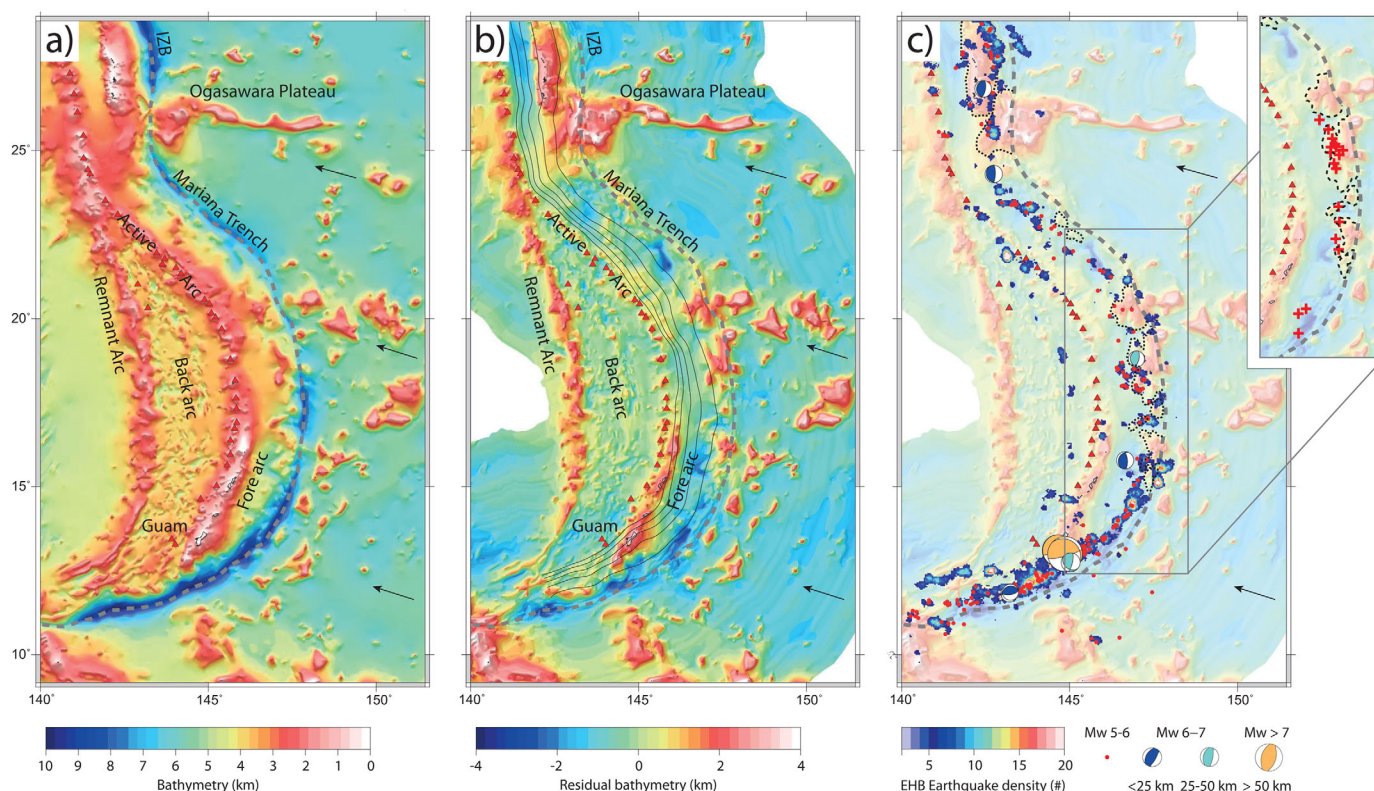 a)
IZB
Ogasawara Plateau
25°
Mariana Trench
Active
Arc
Remnant Arc
20°
Back arc
15°
Fore arc
Guam
10°
140° 145° 150°
10 9 8 7 6 5 4 3 2 1 0
Bathymetry (km)
b)
IZB
Ogasawara Plateau
Mariana Trench
Active
Arc
Remnant Arc
Back arc
Fore arc
Guam
140° 145° 150°
-4 -2 0 2 4
Residual bathymetry (km)
c)
140° 145° 150°
5 10 15 20
EHB Earthquake density (#)
Mw 5-6 Mw 6–7 Mw > 7
<25 km 25-50 km > 50 km